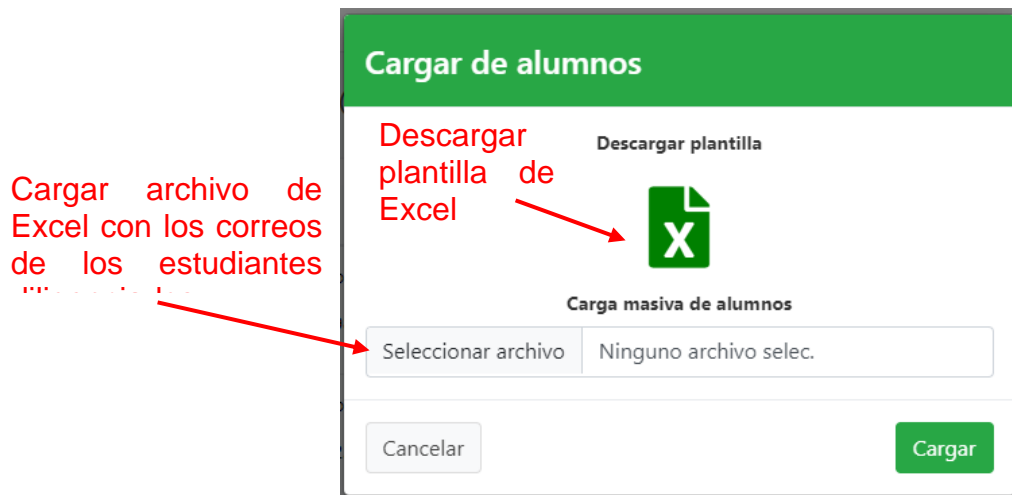 Cargar de alumnos
Descargar
plantilla de
Excel
Descargar plantilla
Cargar archivo de
Excel con los correos
de los estudiantes
Carga masiva de alumnos
Seleccionar archivo
Ninguno archivo selec.
Cancelar
Cargar